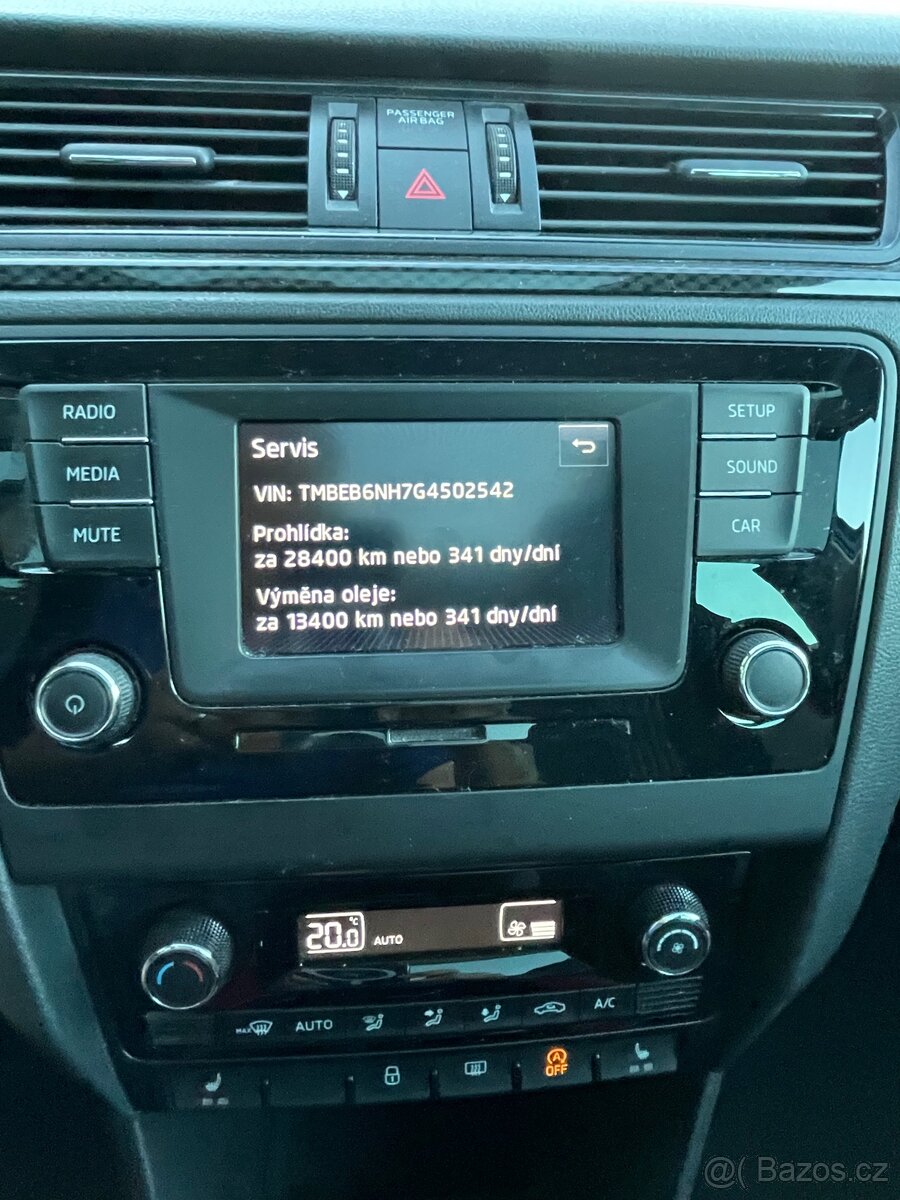 PASSENGER
AIR BAG
RADIO
MEDIA
MUTE
SETUP
SOUND
CAR
Servis
VIN: TMBEB6NH7G4502542
Prohlídka:
za 28400 km nebo 341 dny/dní
Výměna oleje:
za 13400 km nebo 341 dny/dní
20.0 °C AUTO
MAX AUTO A/C
A
OFF
@( Bazos.cz